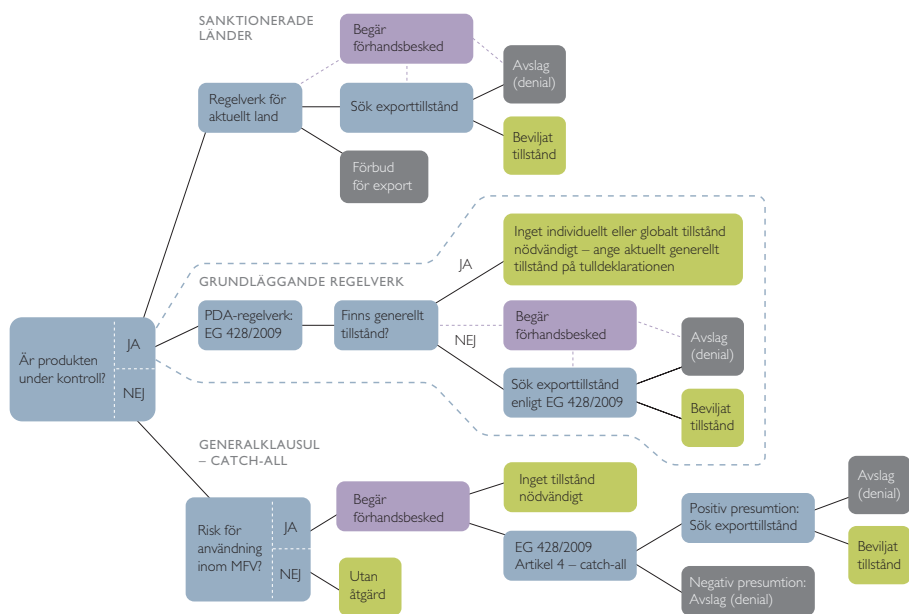 SANKTIONERADE
LÄNDER
Begär
förhandsbesked
Avslag
(denial)
Regelverk för
aktuellt land
Sök exporttillstånd
Beviljat
tillstånd
Förbud
för export
Inget individuellt eller globalt tillstånd
nödvändigt – ange aktuellt generellt
tillstånd på tulldeklarationen
JA
GRUNDLÄGGANDE REGELVERK
PDA-regelverk:
EG 428/2009
Finns generellt
tillstånd?
NEJ
Begär
förhandsbesked
Avslag
(denial)
Är produkten
under kontroll?
JA
NEJ
Sök exporttillstånd
enligt EG 428/2009
Beviljat
tillstånd
GENERALKLAUSUL
– CATCH-ALL
Begär
förhandsbesked
Inget tillstånd
nödvändigt
Avslag
(denial)
Positiv presumtion:
Sök exporttillstånd
Risk för
användning
inom MFV?
JA
NEJ
EG 428/2009
Artikel 4 – catch-all
Beviljat
tillstånd
Utan
åtgärd
Negativ presumtion:
Avslag (denial)